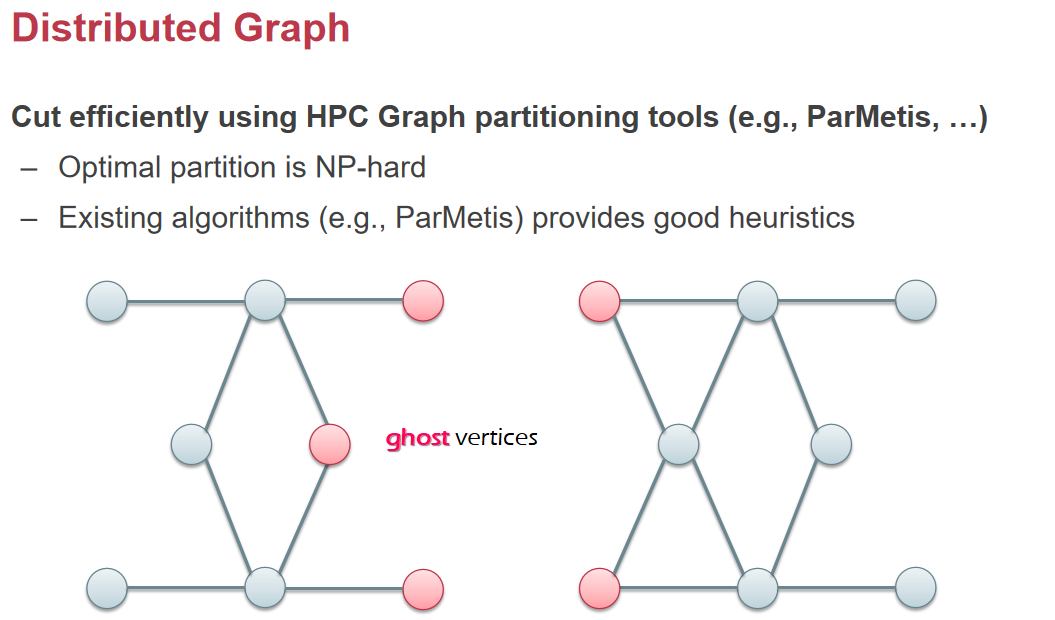 Distributed Graph
Cut efficiently using HPC Graph partitioning tools (e.g., ParMetis, …)
– Optimal partition is NP-hard
– Existing algorithms (e.g., ParMetis) provides good heuristics
ghost vertices